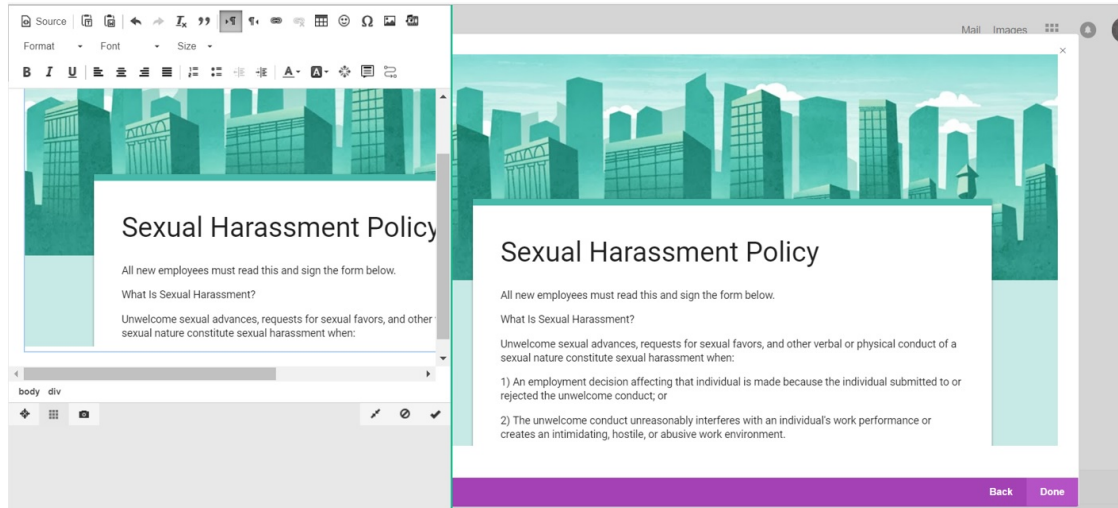 Source
Format
Font
Size
B I U
A A
Sexual Harassment Policy
All new employees must read this and sign the form below.
What Is Sexual Harassment?
Unwelcome sexual advances, requests for sexual favors, and other
sexual nature constitute sexual harassment when:
body div
Mail Images
×
Sexual Harassment Policy
All new employees must read this and sign the form below.
What Is Sexual Harassment?
Unwelcome sexual advances, requests for sexual favors, and other verbal or physical conduct of a
sexual nature constitute sexual harassment when:
1) An employment decision affecting that individual is made because the individual submitted to or
rejected the unwelcome conduct; or
2) The unwelcome conduct unreasonably interferes with an individual's work performance or
creates an intimidating, hostile, or abusive work environment.
Back Done